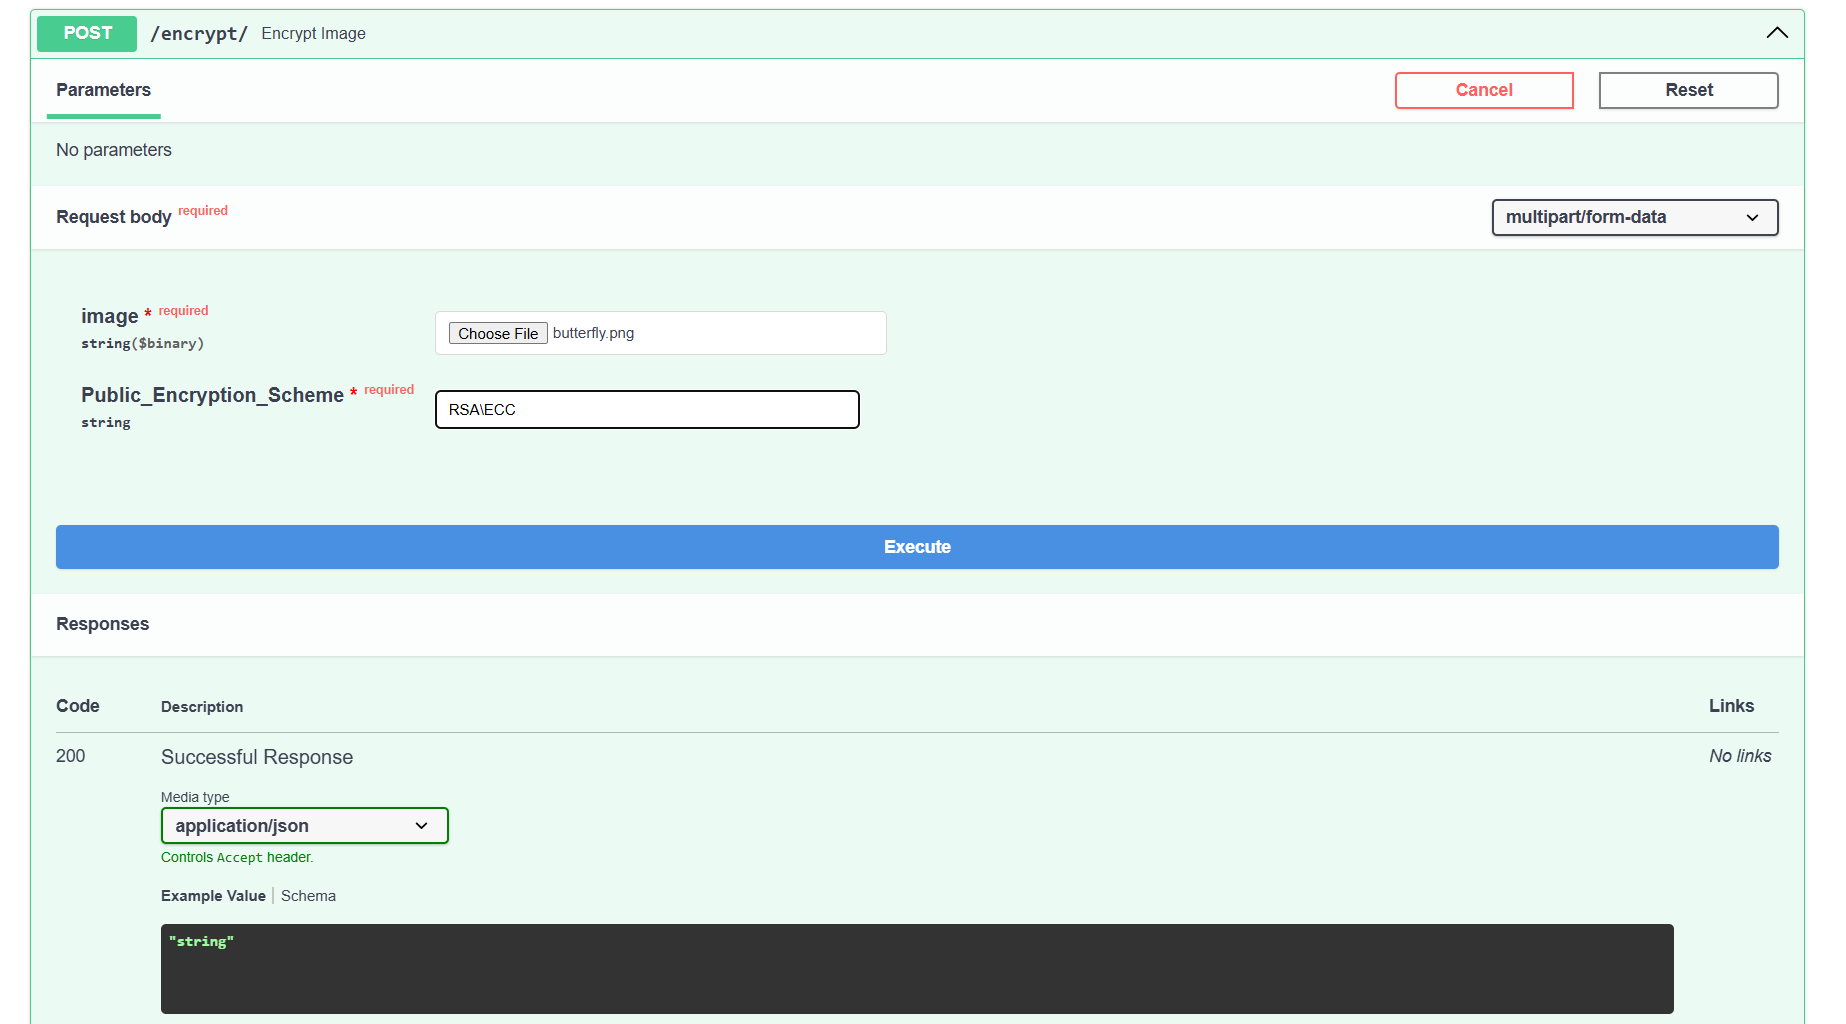 POST /encrypt/ Encrypt Image
Parameters Cancel Reset
No parameters
Request body required multipart/form-data
image * required
string($binary)
Choose File butterfly.png
Public_Encryption_Scheme * required
string
RSA\ECC
Execute
Responses
Code Description Links
200 Successful Response No links
Media type
application/json
Controls Accept header.
Example Value | Schema
"string"